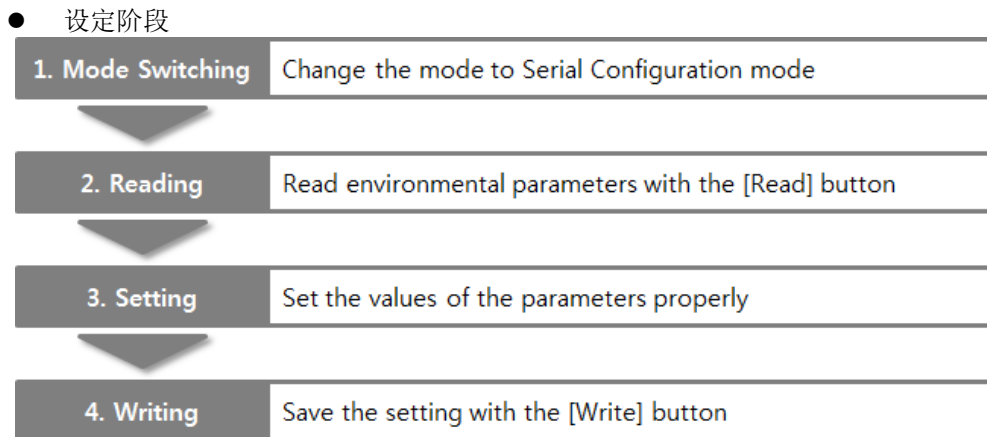 ● 设定阶段
1. Mode Switching Change the mode to Serial Configuration mode
2. Reading Read environmental parameters with the [Read] button
3. Setting Set the values of the parameters properly
4. Writing Save the setting with the [Write] button